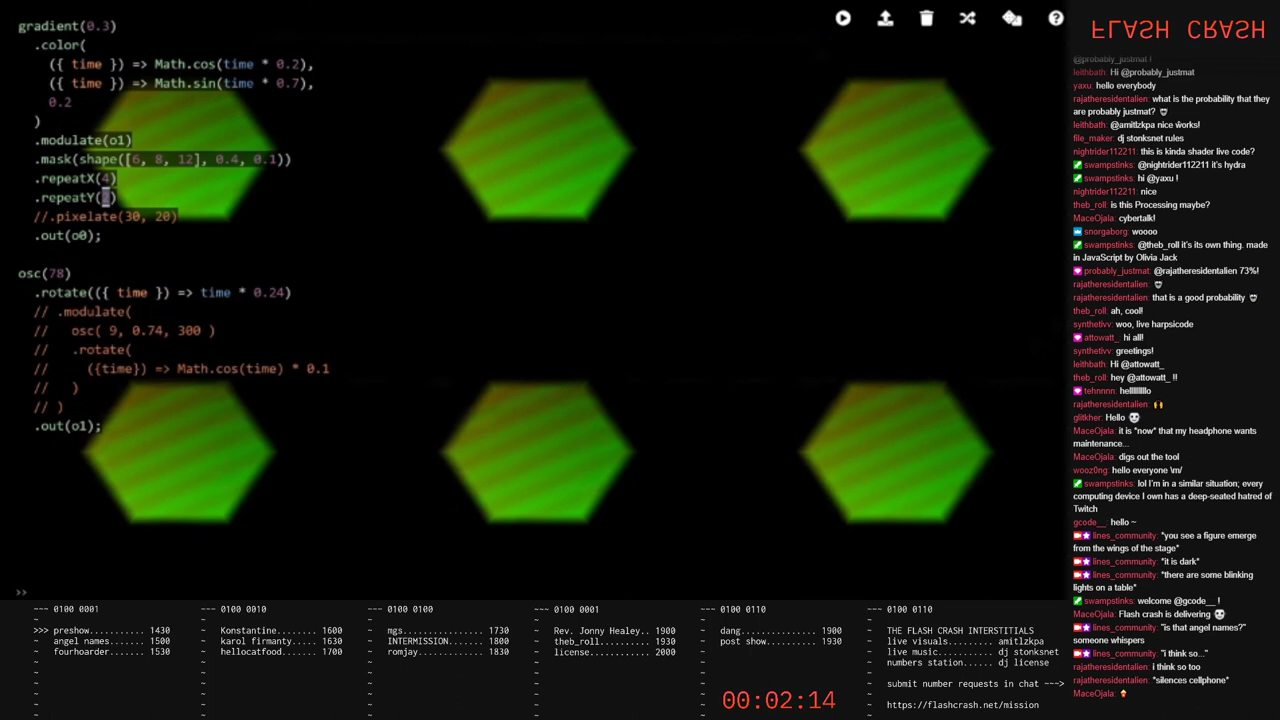 gradient(0.3)
.color(
({ time }) => Math.cos(time * 0.2),
({ time }) => Math.sin(time * 0.7),
0.2
)
.modulate(o1)
.mask(shape([6, 8, 12], 0.4, 0.1))
.repeatX(4)
.repeatY( )
//.pixelate(30, 20)
.out(o0);
osc(78)
.rotate(({ time }) => time * 0.24)
// .modulate(
// osc( 9, 0.74, 300 )
// .rotate(
// ({time}) => Math.cos(time) * 0.1
// )
// )
.out(o1);
>>
FLASH CRASH
@probably_justmat !
leithbath: Hi @probably_justmat
yaxu: hello everybody
rajatheresidentalien: what is the probability that they
are probably justmat?
leithbath: @amitlzkpa nice works!
file_maker: dj stonksnet rules
nightrider112211: this is kinda shader live code?
swampstinks: @nightrider112211 it's hydra
swampstinks: hi @yaxu !
nightrider112211: nice
theb_roll: is this Processing maybe?
MaceOjala: cybertalk!
snorgaborg: woooo
swampstinks: @theb_roll it's its own thing. made
in JavaScript by Olivia Jack
probably_justmat: @rajatheresidentalien 73%!
rajatheresidentalien:
rajatheresidentalien: that is a good probability
theb_roll: ah, cool!
synthetivv: woo, live harpsicode
attowatt_: hi all!
synthetivv: greetings!
leithbath: Hi @attowatt_
theb_roll: hey @attowatt_ !!
tehnnnn: hellllllllllo
rajatheresidentalien:
glitkher: Hello
MaceOjala: it is *now* that my headphone wants
maintenance...
MaceOjala: digs out the tool
wooz0ng: hello everyone \m/
swampstinks: lol I'm in a similar situation; every
computing device I own has a deep-seated hatred of
Twitch
gcode__: hello ~
lines_community: *you see a figure emerge
from the wings of the stage*
lines_community: *it is dark*
lines_community: *there are some blinking
lights on a table*
swampstinks: welcome @gcode__ !
MaceOjala: Flash crash is delivering
lines_community: "is that angel names?"
someone whispers
lines_community: "i think so..."
rajatheresidentalien: i think so too
rajatheresidentalien: *silences cellphone*
MaceOjala:
~~~ 0100 0001
~
>>> preshow........... 1430
~ angel names....... 1500
~ fourhoarder....... 1530
~
~
~
~
~
~~~ 0100 0010
~
~ Konstantine....... 1600
~ karol firmanty.... 1630
~ hellocatfood...... 1700
~
~
~
~
~
~~~ 0100 0100
~
~ mgs............... 1730
~ INTERMISSION...... 1800
~ romjay............ 1830
~
~
~
~
~
~~~ 0100 0001
~
~ Rev. Jonny Healey.. 1900
~ theb_roll.......... 1930
~ license............ 2000
~
~
~
~
~
~~~ 0100 0110
~
~ dang.............. 1900
~ post show......... 1930
~
~
~
~
~
~
00:02:14
~~~ 0100 0110
~
~ THE FLASH CRASH INTERSTITIALS
~ live visuals....... amitlzkpa
~ live music....... dj stonksnet
~ numbers station..... dj license
~
~ submit number requests in chat ~~~>
~
~ https://flashcrash.net/mission